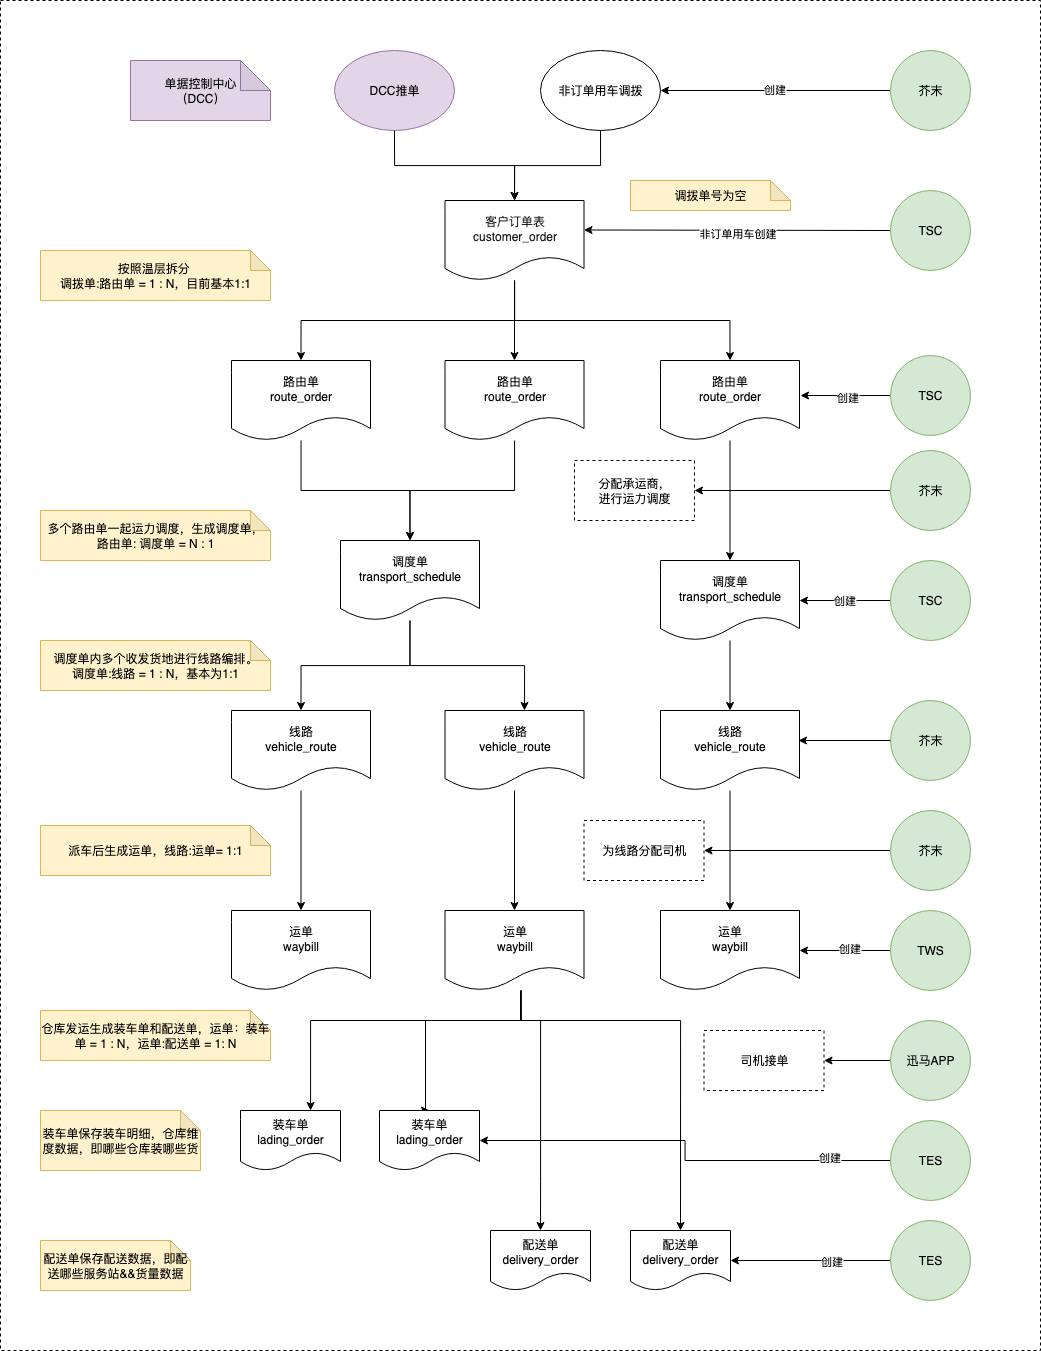 单据控制中心
（DCC）
DCC推单
非订单用车调拨
创建
芥末
调拨单号为空
客户订单表
customer_order
非订单用车创建
TSC
按照温层拆分
调拨单:路由单 = 1 : N，目前基本1:1
路由单
route_order
路由单
route_order
路由单
route_order
创建
TSC
分配承运商，
进行运力调度
芥末
多个路由单一起运力调度，生成调度单，
路由单: 调度单 = N : 1
调度单
transport_schedule
调度单
transport_schedule
创建
TSC
调度单内多个收发货地进行线路编排。
调度单:线路 = 1 : N，基本为1:1
线路
vehicle_route
线路
vehicle_route
线路
vehicle_route
芥末
派车后生成运单，线路:运单= 1:1
为线路分配司机
芥末
运单
waybill
运单
waybill
运单
waybill
创建
TWS
仓库发运生成装车单和配送单，运单：装车
单 = 1 : N，运单:配送单 = 1: N
司机接单
迅马APP
装车单保存装车明细，仓库维
度数据，即哪些仓库装哪些货
装车单
lading_order
装车单
lading_order
创建
TES
配送单保存配送数据，即配
送哪些服务站&&货量数据
配送单
delivery_order
配送单
delivery_order
创建
TES